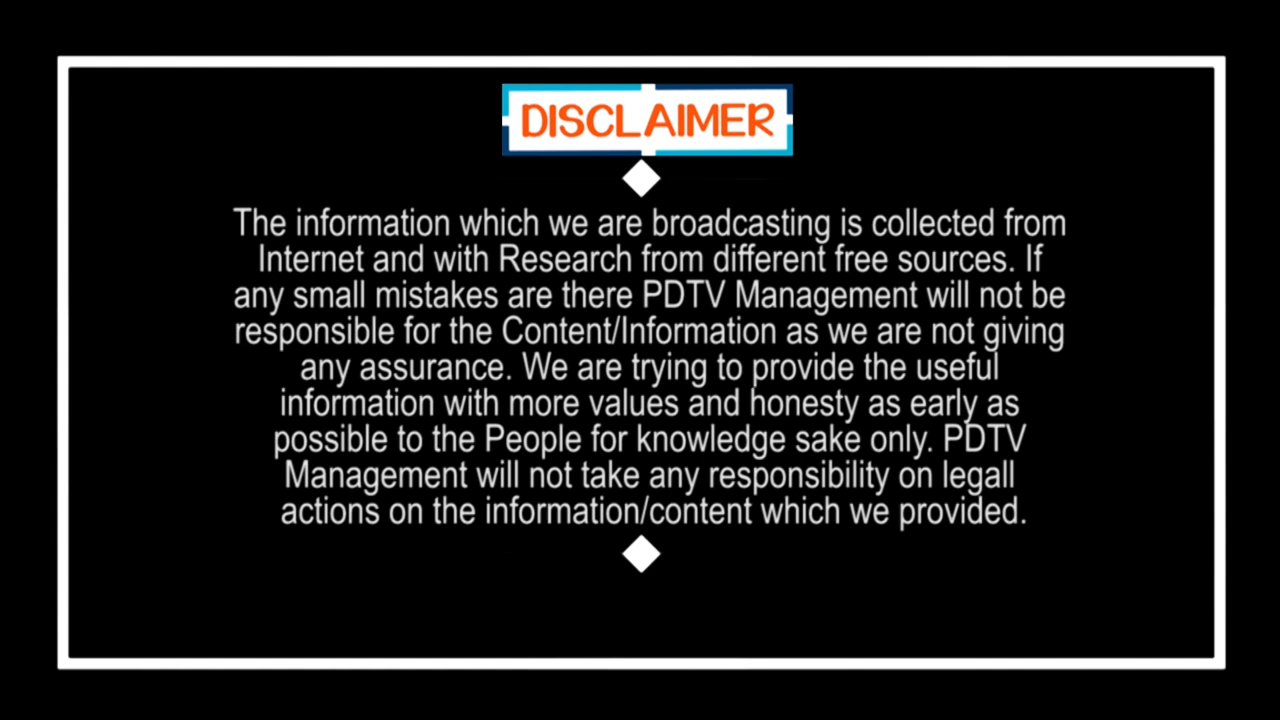 DISCLAIMER
The information which we are broadcasting is collected from
Internet and with Research from different free sources. If
any small mistakes are there PDTV Management will not be
responsible for the Content/Information as we are not giving
any assurance. We are trying to provide the useful
information with more values and honesty as early as
possible to the People for knowledge sake only. PDTV
Management will not take any responsibility on legall
actions on the information/content which we provided.